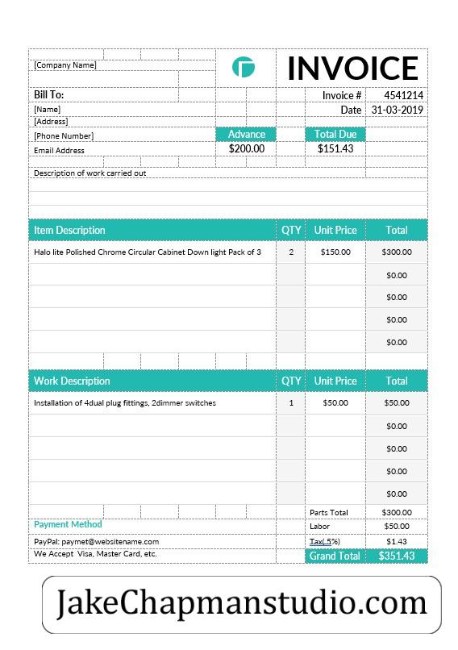 [Company Name]
INVOICE
Bill To:
Invoice # 4541214
[Name]
Date 31-03-2019
[Address]
[Phone Number]
Advance Total Due
Email Address
$200.00 $151.43
Description of work carried out
Item Description QTY Unit Price Total
Halo lite Polished Chrome Circular Cabinet Down light Pack of 3 2 $150.00 $300.00
$0.00
$0.00
$0.00
$0.00
Work Description QTY Unit Price Total
Installation of 4dual plug fittings, 2dimmer switches 1 $50.00 $50.00
$0.00
$0.00
$0.00
$0.00
Parts Total $300.00
Payment Method
Labor $50.00
PayPal: paymet@websitename.com
Tax(.5%) $1.43
We Accept Visa, Master Card, etc.
Grand Total $351.43
JakeChapmanstudio.com